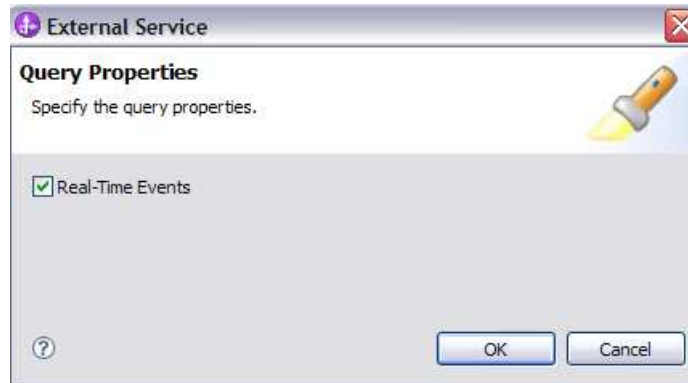 External Service
Query Properties
Specify the query properties.
Real-Time Events
?
OK Cancel